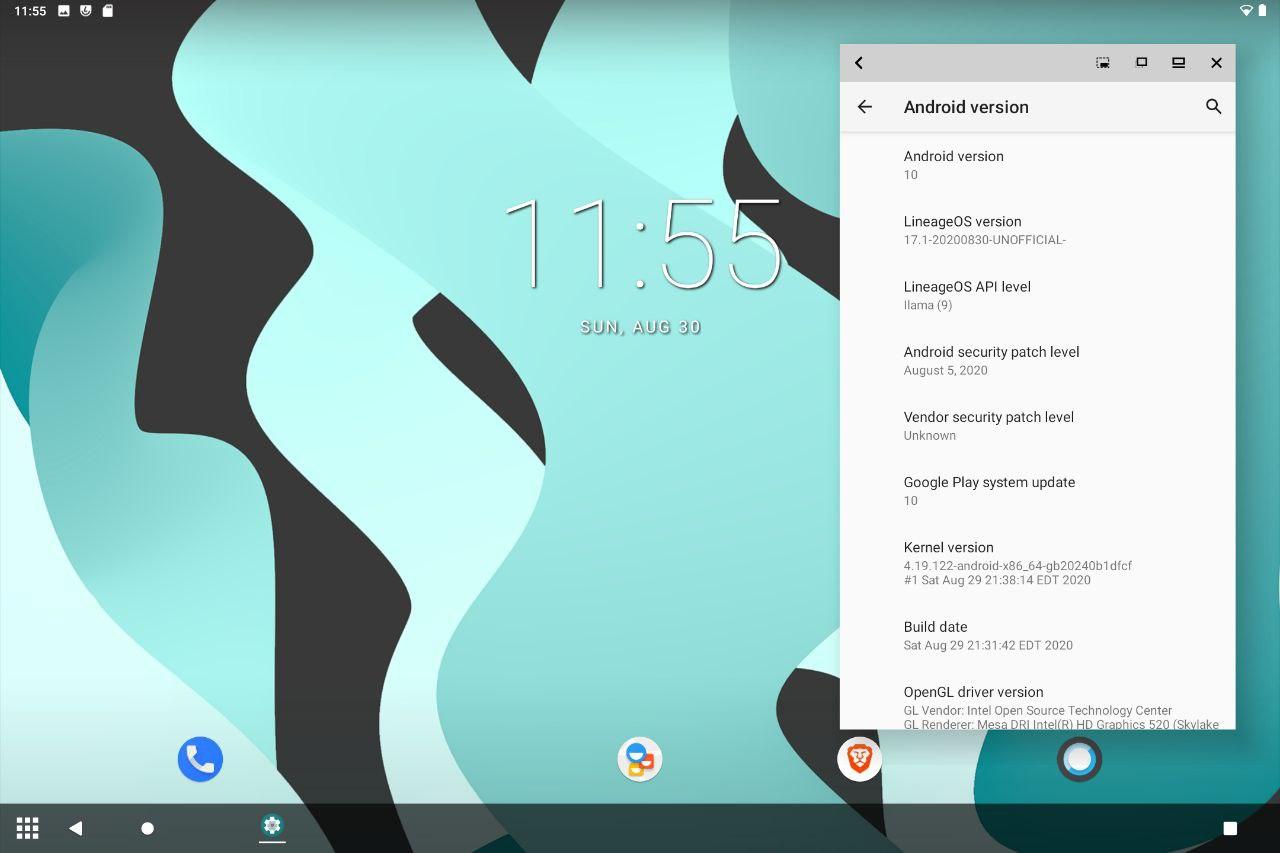 11:55
11:55
SUN, AUG 30
Android version
Android version
10
LineageOS version
17.1-20200830-UNOFFICIAL-
LineageOS API level
llama (9)
Android security patch level
August 5, 2020
Vendor security patch level
Unknown
Google Play system update
10
Kernel version
4.19.122-android-x86_64-gb20240b1dfcf
#1 Sat Aug 29 21:38:14 EDT 2020
Build date
Sat Aug 29 21:31:42 EDT 2020
OpenGL driver version
GL Vendor: Intel Open Source Technology Center
GL Renderer: Mesa DRI Intel(R) HD Graphics 520 (Skylake